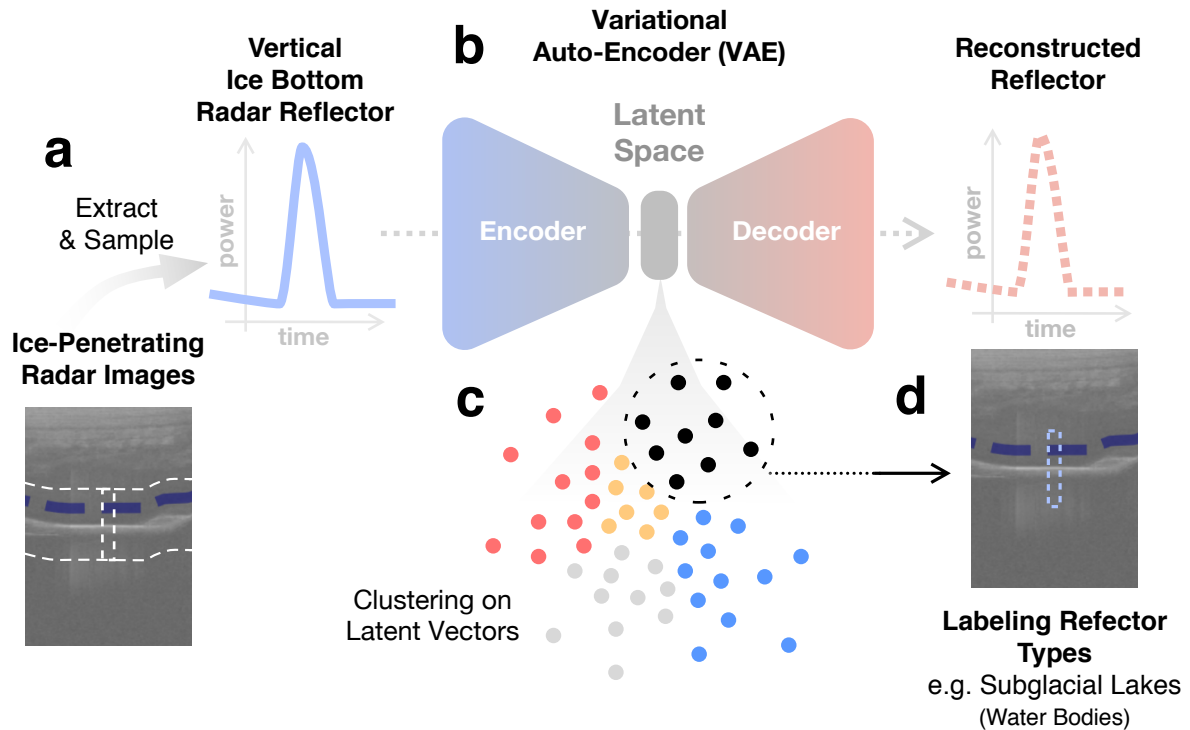 a
Extract
& Sample
Ice-Penetrating
Radar Images
Vertical
Ice Bottom
Radar Reflector
power
time
b
Variational
Auto-Encoder (VAE)
Latent
Space
Encoder
Decoder
Reconstructed
Reflector
power
time
c
Clustering on
Latent Vectors
d
Labeling Refector
Types
e.g. Subglacial Lakes
(Water Bodies)